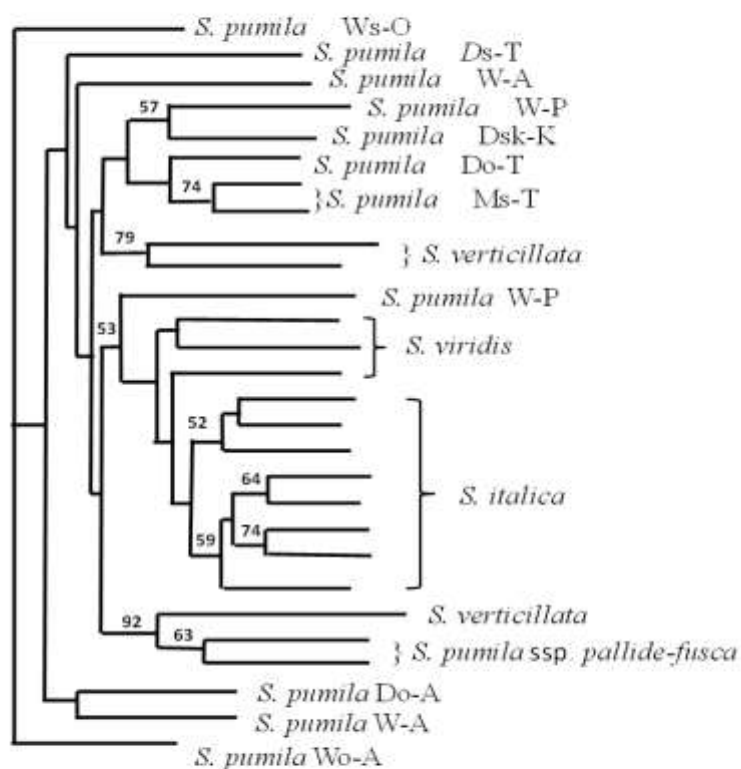 S. pumila Ws-O
S. pumila Ds-T
S. pumila W-A
57
S. pumila W-P
S. pumila Dsk-K
S. pumila Do-T
74
}S. pumila Ms-T
79
} S. verticillata
S. pumila W-P
53
S. viridis
52
64
S. italica
59
74
92
S. verticillata
63
} S. pumila ssp. pallide-fusca
S. pumila Do-A
S. pumila W-A
S. pumila Wo-A